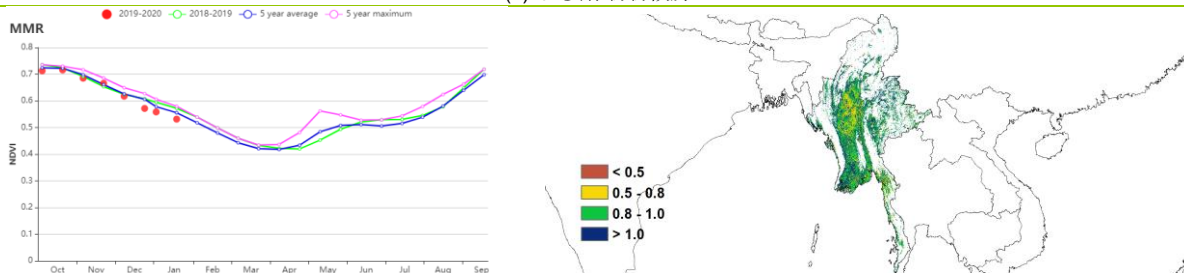 2019-2020 2018-2019 5 year average 5 year maximum
MMR
NDVI
0.8
0.7
0.6
0.5
0.4
0.3
0.2
0.1
0
Oct Nov Dec Jan Feb Mar Apr May Jun Jul Aug Sep
< 0.5
0.5 - 0.8
0.8 - 1.0
> 1.0